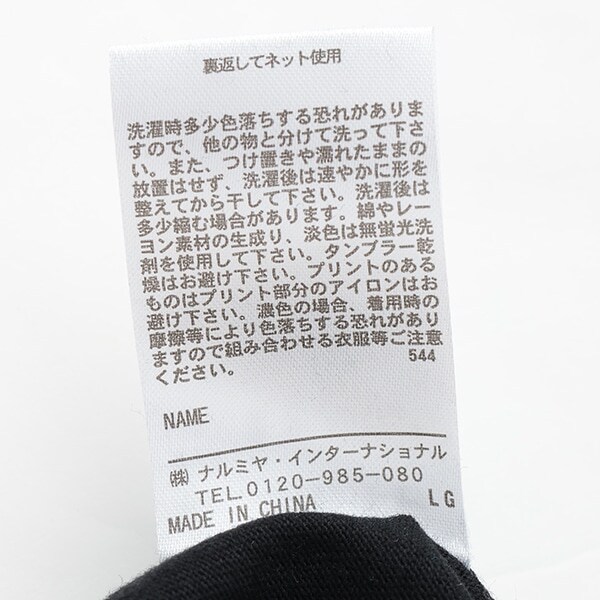 裏返してネット使用
洗濯時多少色落ちする恐れがありま
すので、他の物と分けて洗って下さ
い。また、つけ置きや濡れたままの
放置はせず、洗濯後は速やかに形を
整えてから干して下さい。洗濯後は
多少縮む場合があります。綿やレー
ヨン素材の生成り、淡色は無蛍光洗
剤を使用して下さい。タンブラー乾
燥はお避け下さい。プリントのある
ものはプリント部分のアイロンはお
避け下さい。濃色の場合、着用時の
摩擦等により色落ちする恐れがあり
ますので組み合わせる衣服等ご注意
ください。 544
NAME
㈱ ナルミヤ・インターナショナル
TEL.0120-985-080
MADE IN CHINA LG